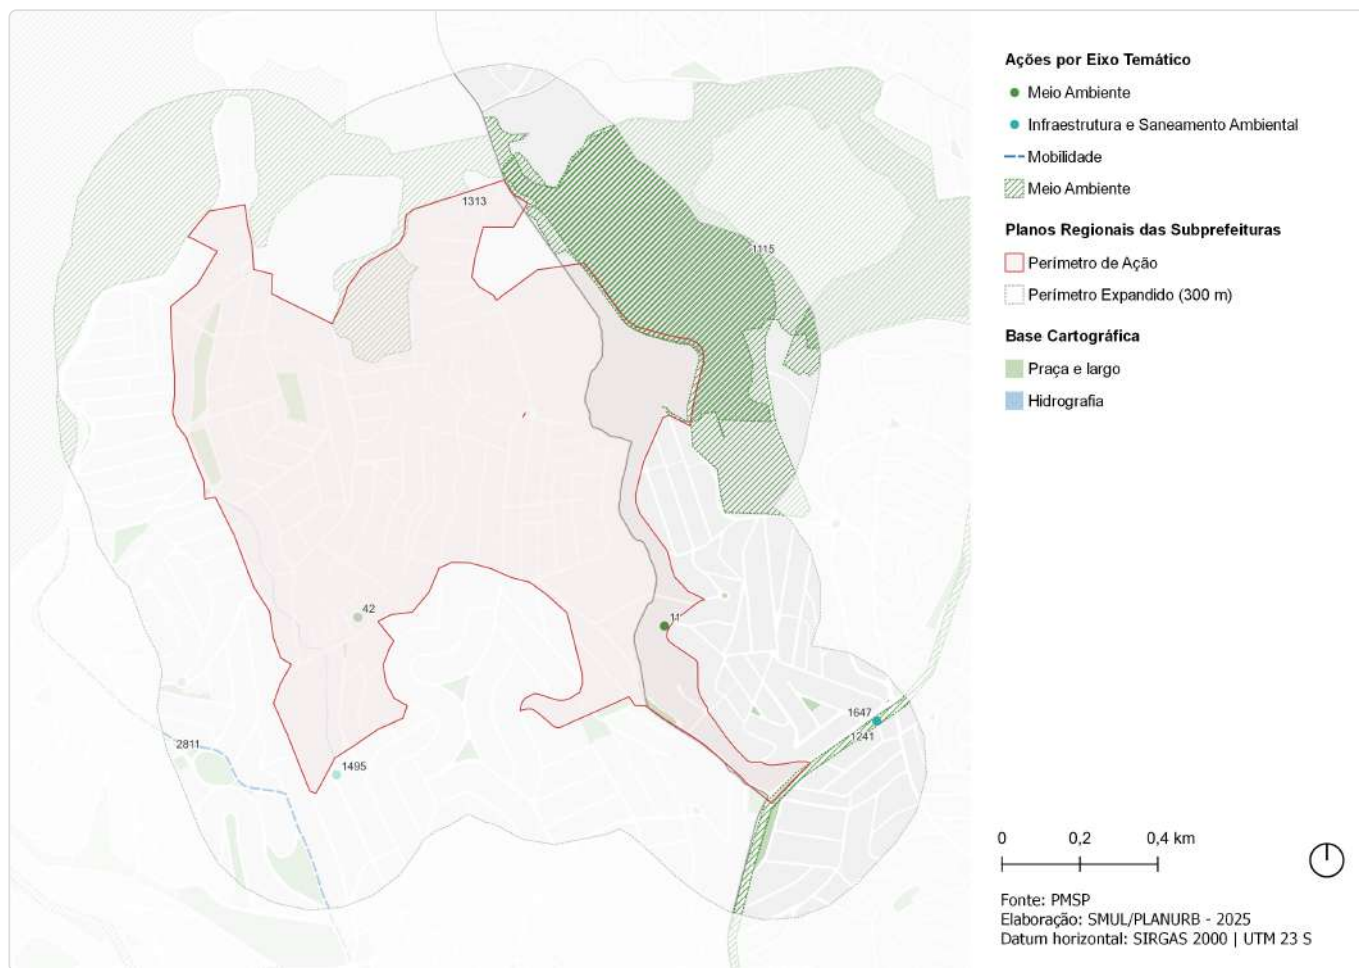 Ações por Eixo Temático
Meio Ambiente
Infraestrutura e Saneamento Ambiental
Mobilidade
Meio Ambiente
Planos Regionais das Subprefeituras
Perímetro de Ação
Perímetro Expandido (300 m)
Base Cartográfica
Praça e largo
Hidrografia
1313
1115
42
11
1647
1241
2811
1495
0 0,2 0,4 km
Fonte: PMSP
Elaboração: SMUL/PLANURB - 2025
Datum horizontal: SIRGAS 2000 | UTM 23 S